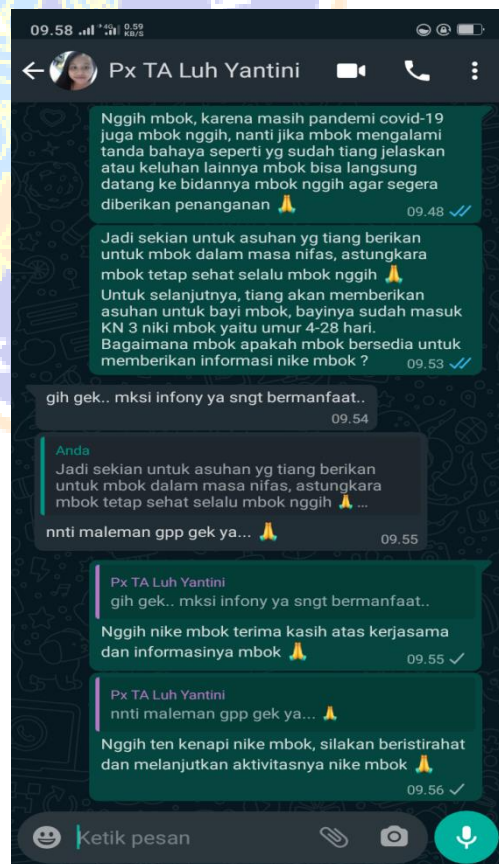 09.58 4G 0.59
KB/S
Px TA Luh Yantini
Nggih mbok, karena masih pandemi covid-19
juga mbok nggih, nanti jika mbok mengalami
tanda bahaya seperti yg sudah tiang jelaskan
atau keluhan lainnya mbok bisa langsung
datang ke bidannya mbok nggih agar segera
diberikan penanganan 🙏
09.48
Jadi sekian untuk asuhan yg tiang berikan
untuk mbok dalam masa nifas, astungkara
mbok tetap sehat selalu mbok nggih 🙏
Untuk selanjutnya, tiang akan memberikan
asuhan untuk bayi mbok, bayinya sudah masuk
KN 3 niki mbok yaitu umur 4-28 hari.
Bagaimana mbok apakah mbok bersedia untuk
memberikan informasi nike mbok ?
09.53
gih gek.. mksi infony ya sngt bermanfaat..
09.54
Anda
Jadi sekian untuk asuhan yg tiang berikan
untuk mbok dalam masa nifas, astungkara
mbok tetap sehat selalu mbok nggih 🙏 ...
nnti maleman gpp gek ya... 🙏
09.55
Px TA Luh Yantini
gih gek.. mksi infony ya sngt bermanfaat..
Nggih nike mbok terima kasih atas kerjasama
dan informasinya mbok 🙏
09.55
Px TA Luh Yantini
nnti maleman gpp gek ya... 🙏
Nggih ten kenapi nike mbok, silakan beristirahat
dan melanjutkan aktivitasnya nike mbok 🙏
09.56
Ketik pesan